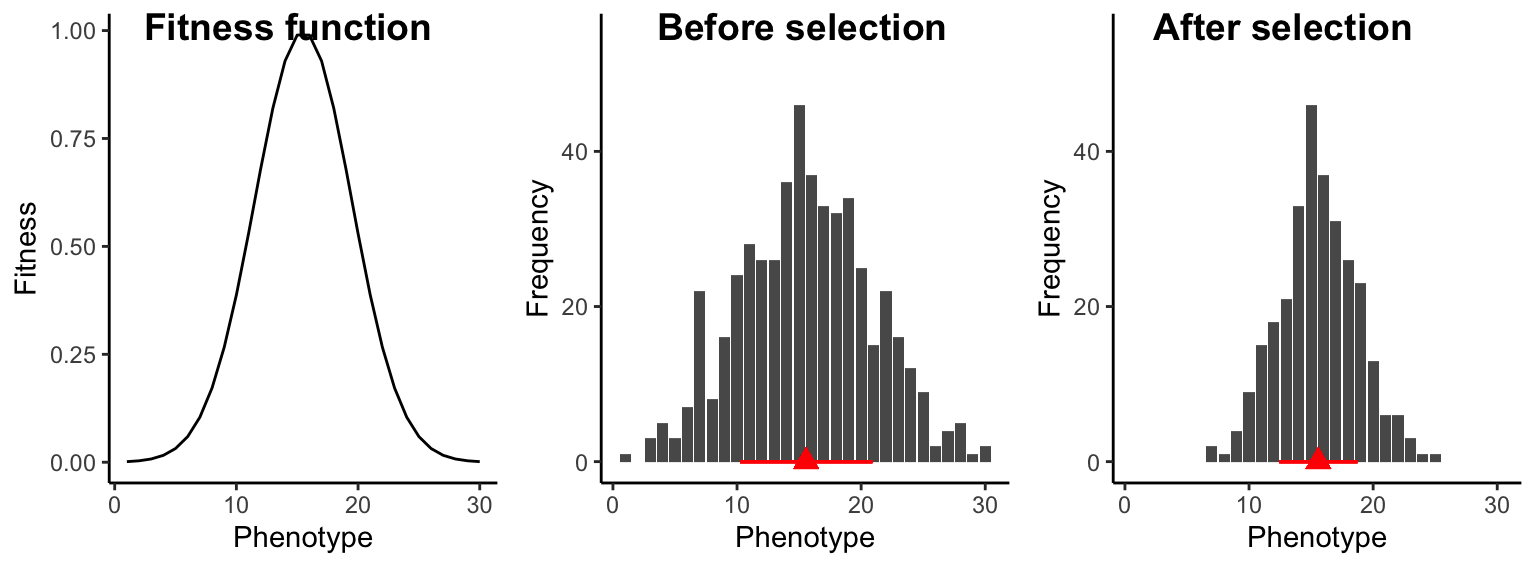 Fitness function
Fitness
1.00
0.75
0.50
0.25
0.00
0 10 20 30
Phenotype
Before selection
Frequency
40
20
0
0 10 20 30
Phenotype
After selection
Frequency
40
20
0
0 10 20 30
Phenotype